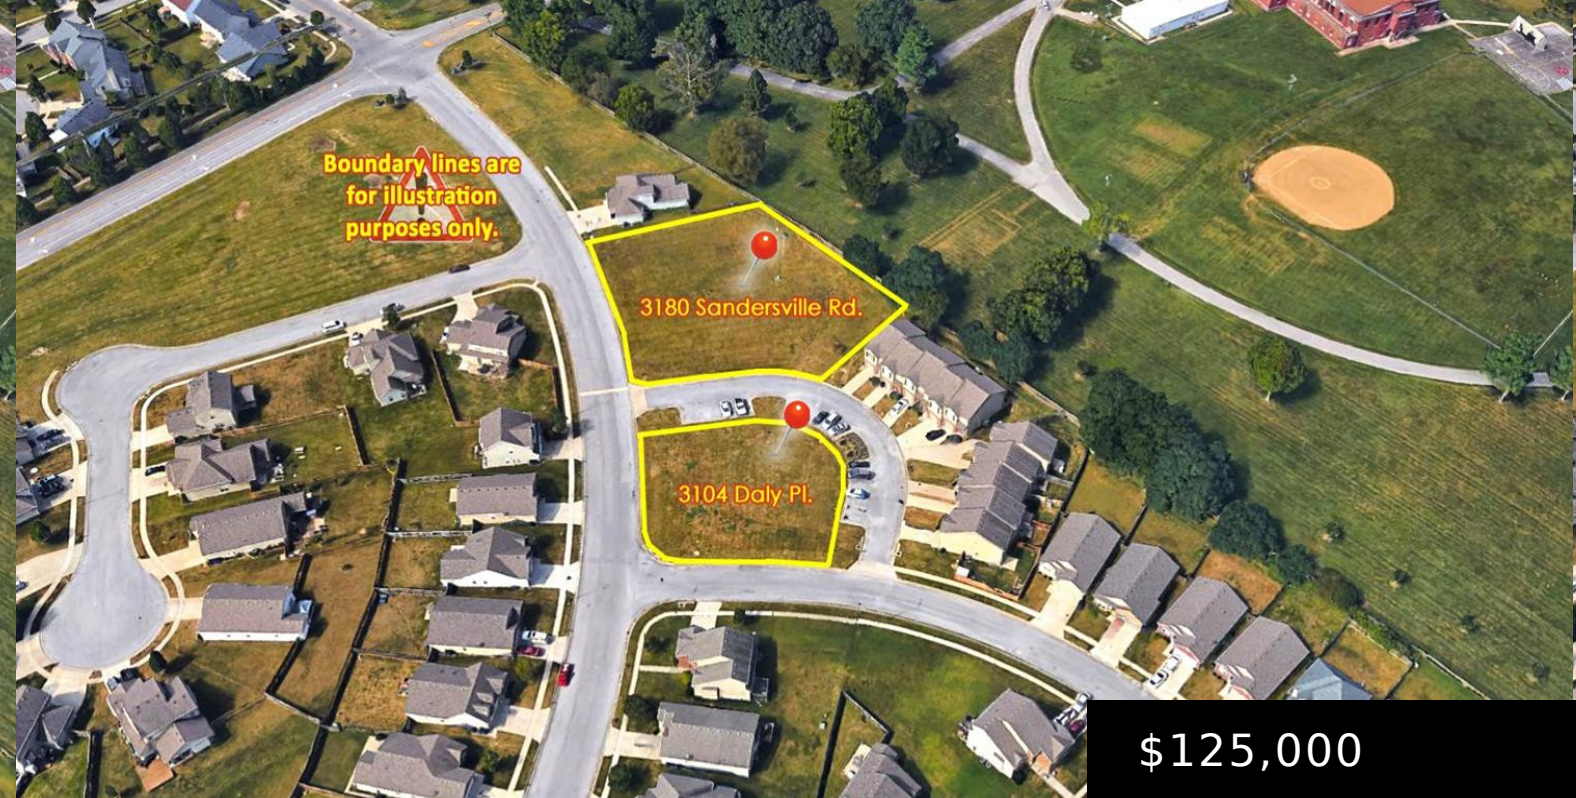 Boundary lines are
for illustration
purposes only.
3180 Sandersville Rd.
3104 Daly Pl.
$125,000